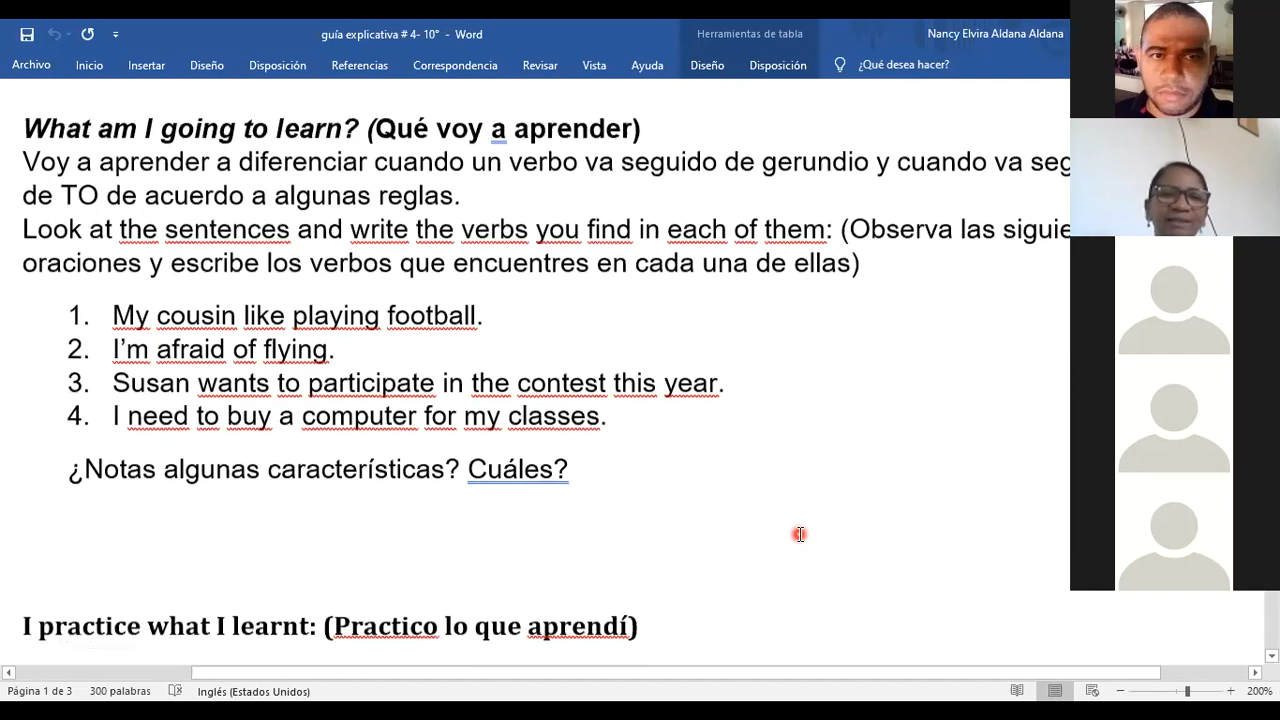 guía explicativa # 4- 10° - Word
Herramientas de tabla
Nancy Elvira Aldana Aldana
Archivo Inicio Insertar Diseño Disposición Referencias Correspondencia Revisar Vista Ayuda Diseño Disposición ¿Qué desea hacer?
What am I going to learn? (Qué voy a aprender)
Voy a aprender a diferenciar cuando un verbo va seguido de gerundio y cuando va seg
de TO de acuerdo a algunas reglas.
Look at the sentences and write the verbs you find in each of them: (Observa las siguie
oraciones y escribe los verbos que encuentres en cada una de ellas)
1. My cousin like playing football.
2. I’m afraid of flying.
3. Susan wants to participate in the contest this year.
4. I need to buy a computer for my classes.
¿Notas algunas características? Cuáles?
I practice what I learnt: (Practico lo que aprendí)
Página 1 de 3 300 palabras Inglés (Estados Unidos) 200%